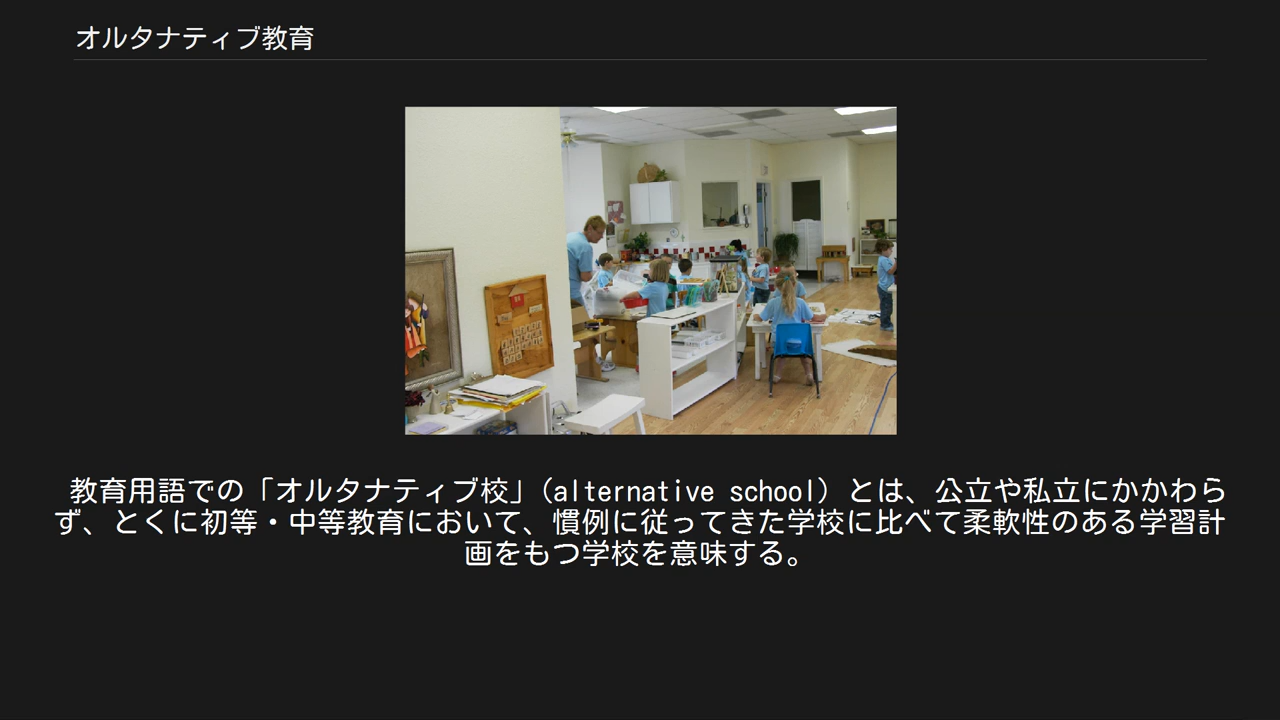 オルタナティブ教育
教育用語での「オルタナティブ校」（alternative school）とは、公立や私立にかかわら
ず、とくに初等・中等教育において、慣例に従ってきた学校に比べて柔軟性のある学習計
画をもつ学校を意味する。